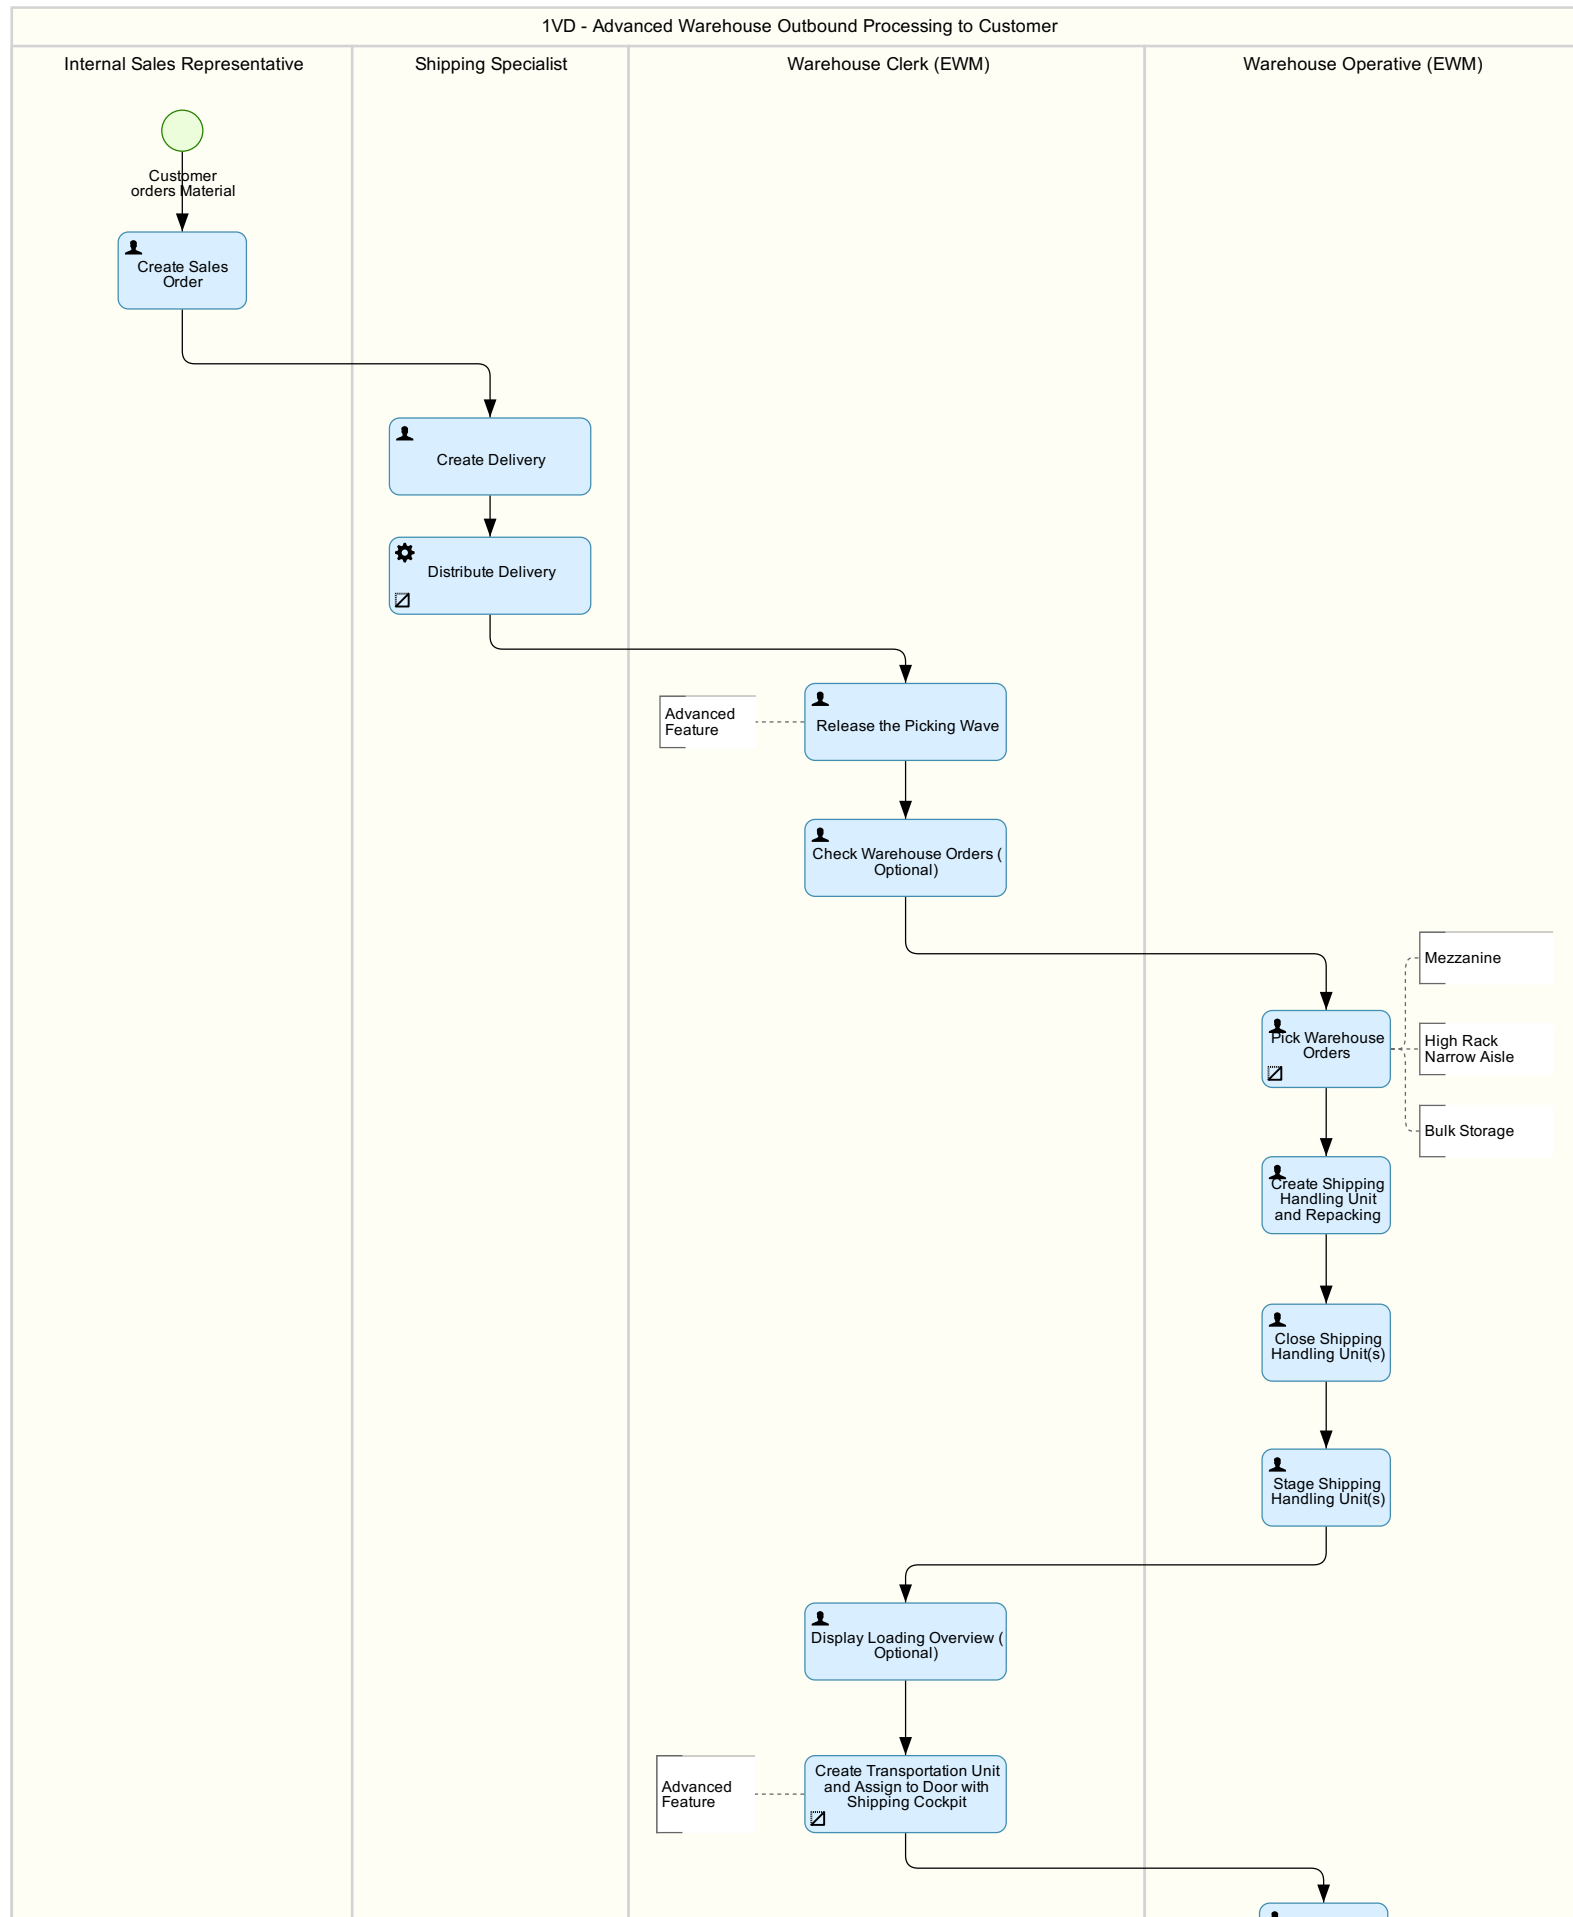 1VD - Advanced Warehouse Outbound Processing to Customer
Internal Sales Representative
Shipping Specialist
Warehouse Clerk (EWM)
Warehouse Operative (EWM)
Customer
orders Material
Create Sales
Order
Create Delivery
Distribute Delivery
Advanced
Feature
Release the Picking Wave
Check Warehouse Orders (
Optional)
Mezzanine
Pick Warehouse
Orders
High Rack
Narrow Aisle
Bulk Storage
Create Shipping
Handling Unit
and Repacking
Close Shipping
Handling Unit(s)
Stage Shipping
Handling Unit(s)
Display Loading Overview (
Optional)
Advanced
Feature
Create Transportation Unit
and Assign to Door with
Shipping Cockpit